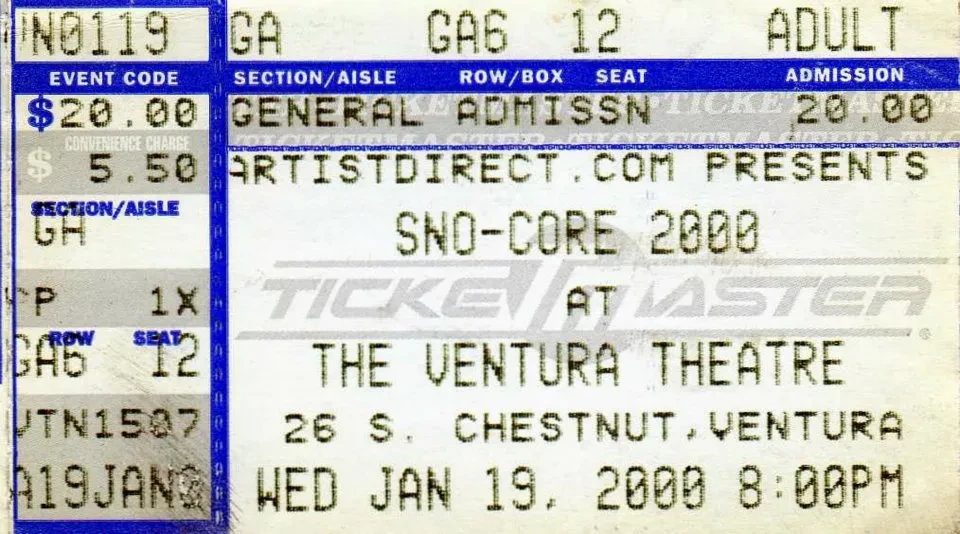 N0119
EVENT CODE
$20.00
CONVENIENCE CHARGE
$ 5.50
SECTION/AISLE
GA
P 1X
ROW SEAT
GA6 12
VTN1507
A19JAN
GA GA6 12 ADULT
SECTION/AISLE ROW/BOX SEAT ADMISSION
GENERAL ADMISSN 20.00
TICKETMASTER
ARTISTDIRECT.COM PRESENTS
SNO-CORE 2000
TICKETMASTER®
AT
THE VENTURA THEATRE
26 S. CHESTNUT,VENTURA
WED JAN 19, 2000 8:00PM